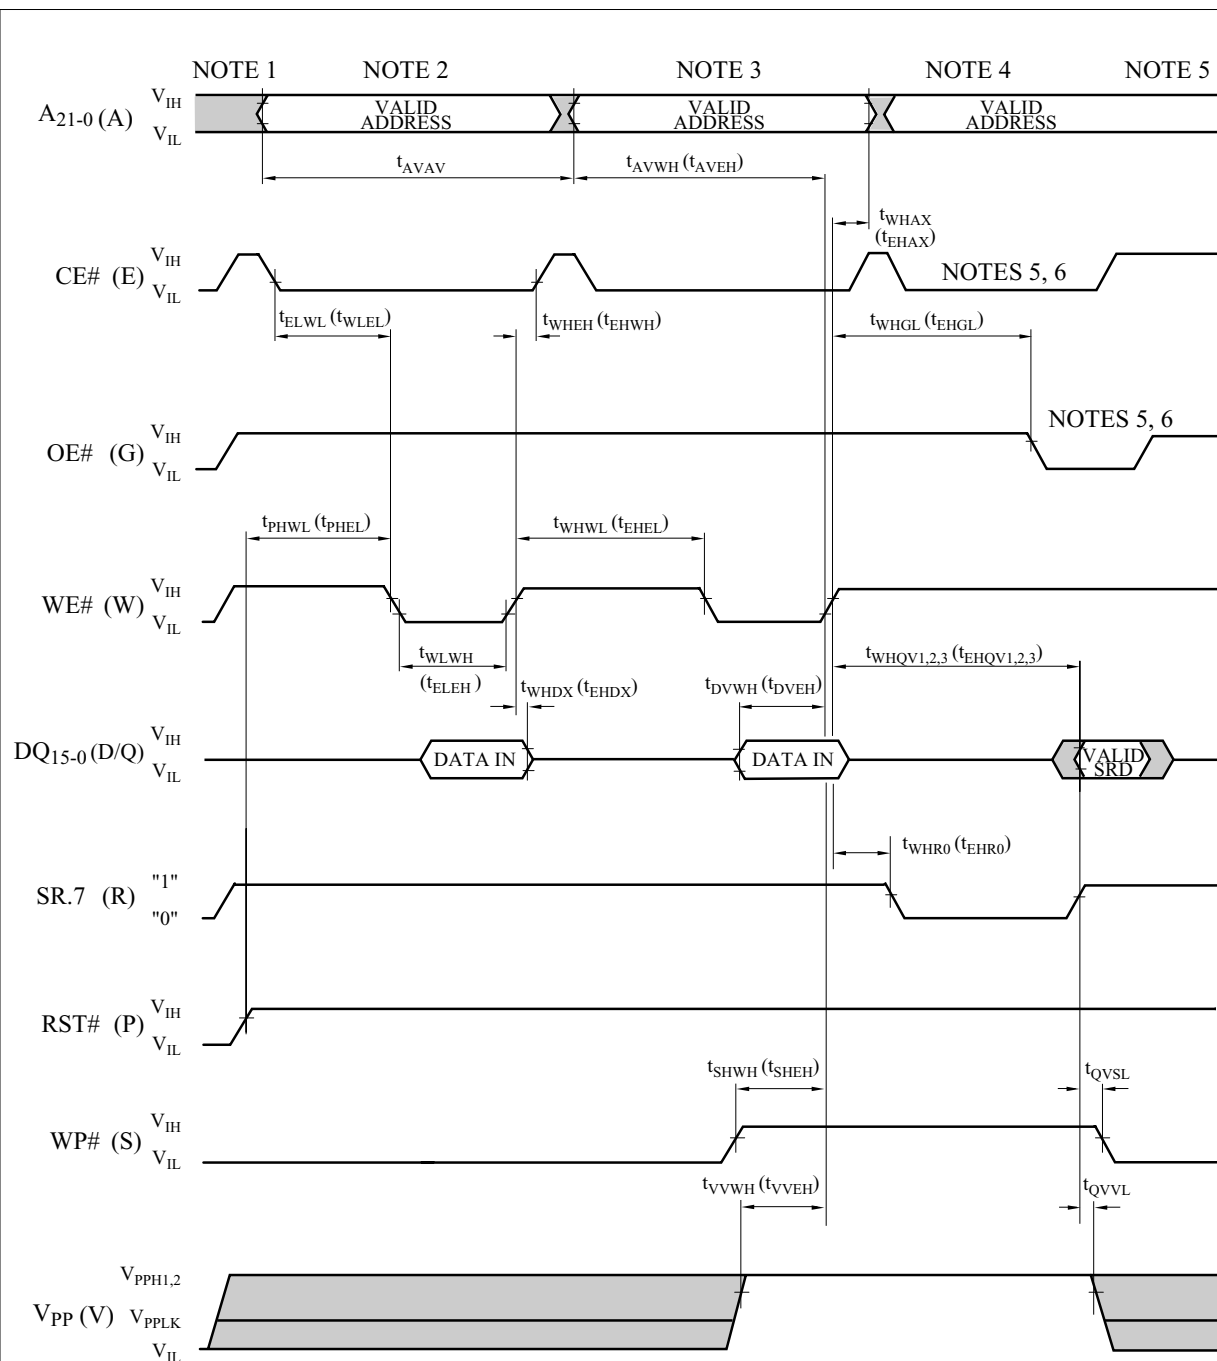 NOTE 1 NOTE 2 NOTE 3 NOTE 4 NOTE 5
A21-0 (A) VIH VIL VALID ADDRESS VALID ADDRESS VALID ADDRESS
tAVAV tAVWH (tAVEH)
tWHAX
(tEHAX)
CE# (E) VIH VIL NOTES 5, 6
tELWL (tWLEL) tWHEH (tEHWH) tWHGL (tEHGL)
OE# (G) VIH VIL NOTES 5, 6
tPHWL (tPHEL) tWHWL (tEHEL)
WE# (W) VIH VIL
tWLWH
(tELEH)
tWHDX (tEHDX) tDVWH (tDVEH) tWHQV1,2,3 (tEHQV1,2,3)
DQ15-0 (D/Q) VIH VIL DATA IN DATA IN VALID SRD
tWHR0 (tEHR0)
SR.7 (R) "1" "0"
RST# (P) VIH VIL
tSHWH (tSHEH) tQVSL
WP# (S) VIH VIL
tVVWH (tVVEH) tQVVL
VPP (V) VPPH1,2 VPPLK VIL